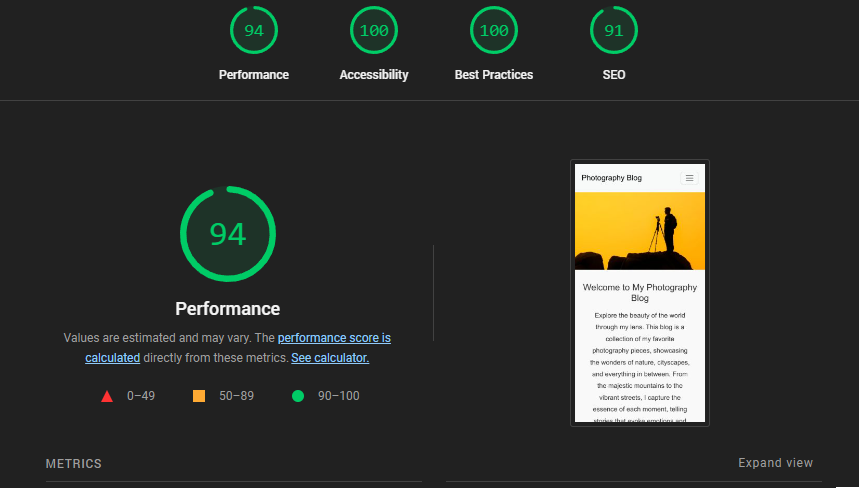 94
100
100
91
Performance
Accessibility
Best Practices
SEO
94
Performance
Values are estimated and may vary. The performance score is
calculated directly from these metrics. See calculator.
0–49
50–89
90–100
Photography Blog
Welcome to My Photography
Blog
Explore the beauty of the world
through my lens. This blog is a
collection of my favorite
photography pieces, showcasing
the wonders of nature, cityscapes,
and everything in between. From
the majestic mountains to the
vibrant streets, I capture the
essence of each moment, telling
stories that evoke emotions and
METRICS
Expand view